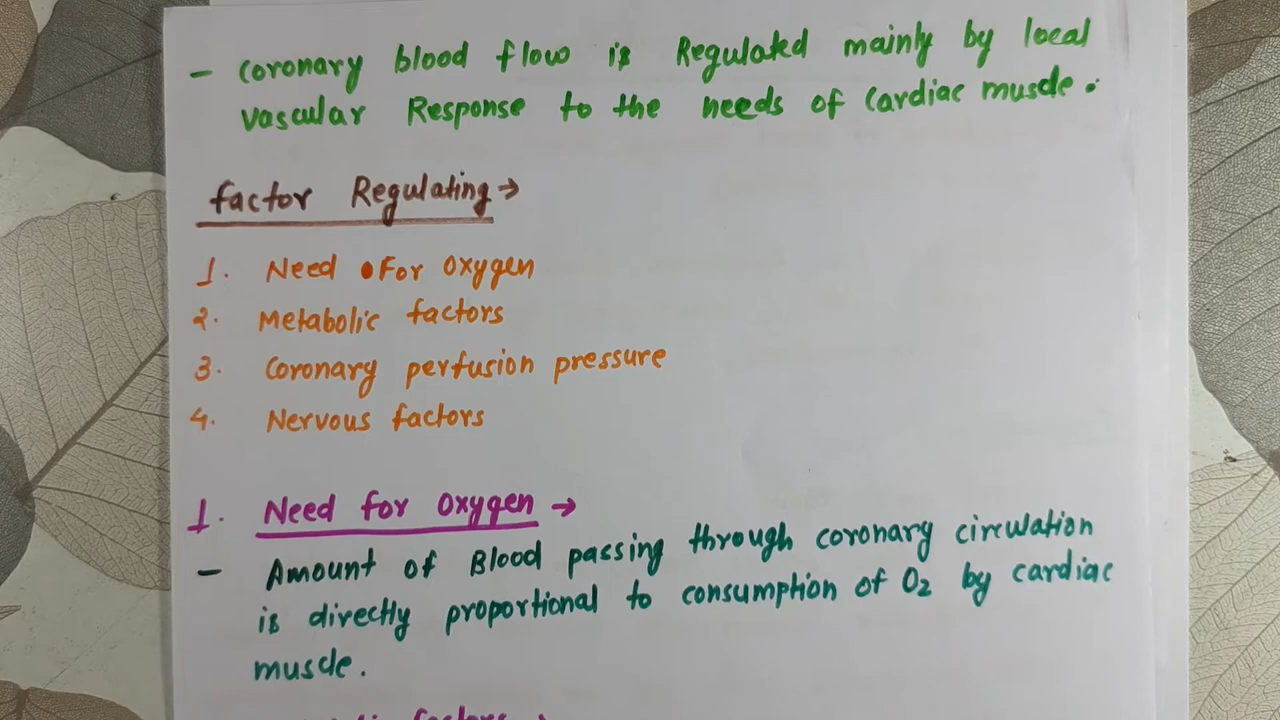 - Coronary blood flow is Regulated mainly by local
vascular Response to the needs of Cardiac muscle.
factor Regulating →
1. Need For Oxygen
2. Metabolic factors
3. Coronary perfusion pressure
4. Nervous factors
1. Need for Oxygen →
- Amount of Blood passing through coronary circulation
is directly proportional to consumption of O₂ by cardiac
muscle.
factors →